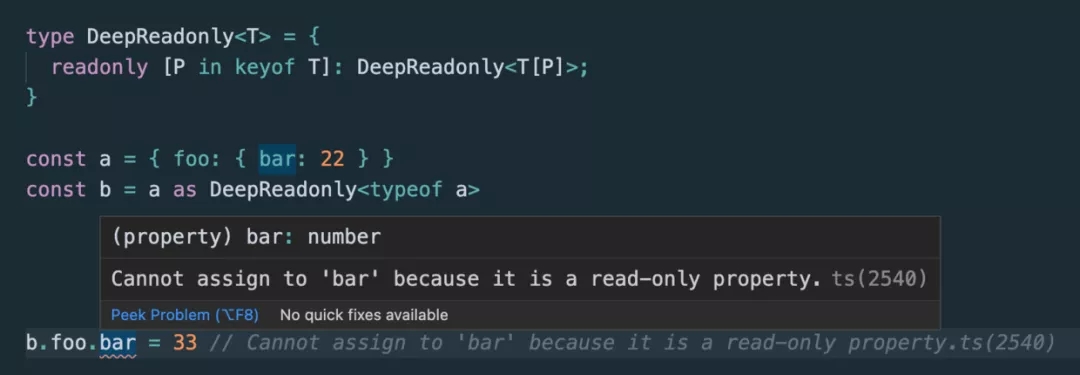 type DeepReadonly<T> = {
  readonly [P in keyof T]: DeepReadonly<T[P]>;
}
const a = { foo: { bar: 22 } }
const b = a as DeepReadonly<typeof a>
(property) bar: number
Cannot assign to 'bar' because it is a read-only property. ts(2540)
Peek Problem (⌥F8) No quick fixes available
b.foo.bar = 33 // Cannot assign to 'bar' because it is a read-only property.ts(2540)